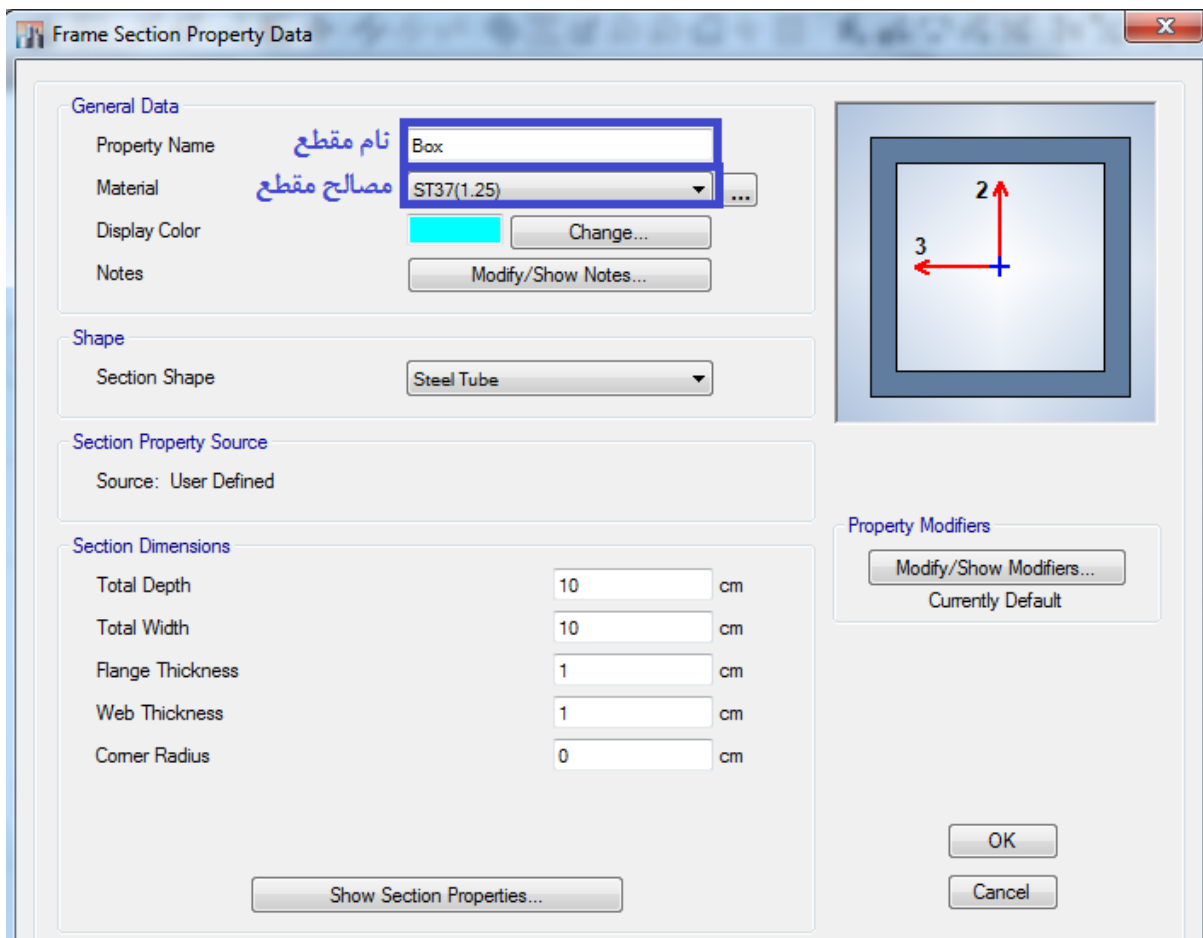 Frame Section Property Data
General Data
Property Name نام مقطع Box
Material مصالح مقطع ST37(1.25) ...
Display Color Change...
Notes Modify/Show Notes...
Shape
Section Shape Steel Tube
Section Property Source
Source: User Defined
Section Dimensions
Total Depth 10 cm
Total Width 10 cm
Flange Thickness 1 cm
Web Thickness 1 cm
Corner Radius 0 cm
Show Section Properties...
2
3
Property Modifiers
Modify/Show Modifiers...
Currently Default
OK
Cancel